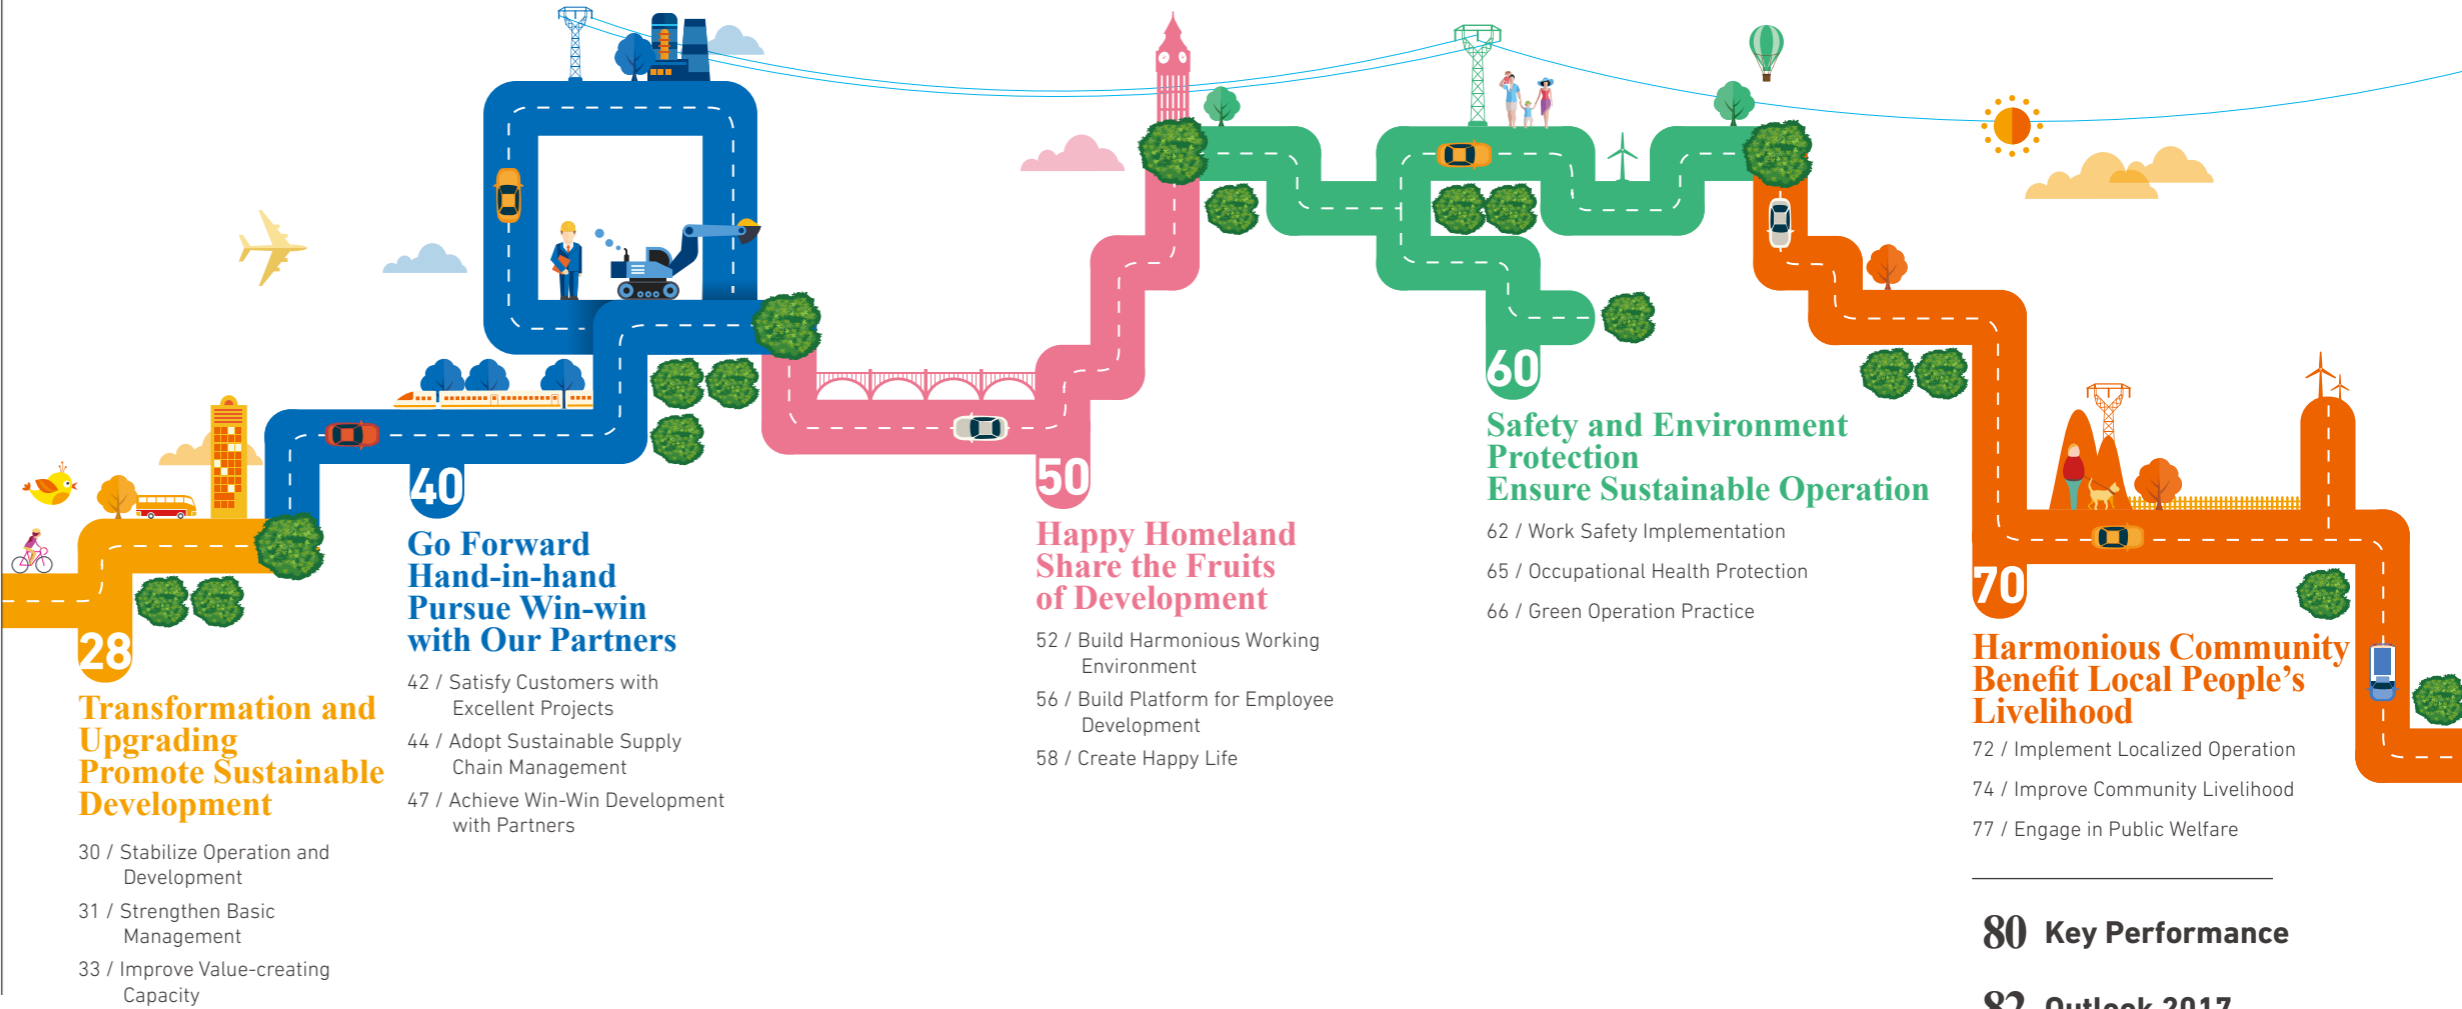 28
Transformation and
Upgrading
Promote Sustainable
Development
30 / Stabilize Operation and
Development
31 / Strengthen Basic
Management
33 / Improve Value-creating
Capacity
40
Go Forward
Hand-in-hand
Pursue Win-win
with Our Partners
42 / Satisfy Customers with
Excellent Projects
44 / Adopt Sustainable Supply
Chain Management
47 / Achieve Win-Win Development
with Partners
50
Happy Homeland
Share the Fruits
of Development
52 / Build Harmonious Working
Environment
56 / Build Platform for Employee
Development
58 / Create Happy Life
60
Safety and Environment
Protection
Ensure Sustainable Operation
62 / Work Safety Implementation
65 / Occupational Health Protection
66 / Green Operation Practice
70
Harmonious Community
Benefit Local People’s
Livelihood
72 / Implement Localized Operation
74 / Improve Community Livelihood
77 / Engage in Public Welfare
80 Key Performance
82 Outlook 2017